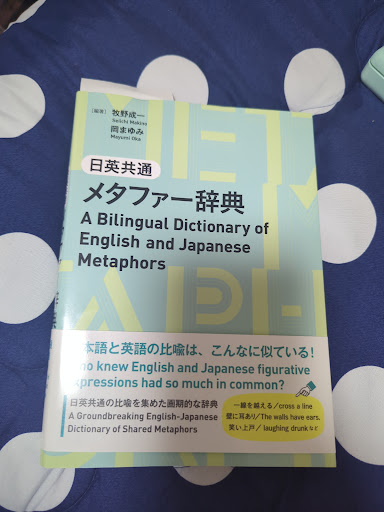 [編著]
牧野成一
Seiichi Makino
岡まゆみ
Mayumi Oka
日英共通
メタファー辞典
A Bilingual Dictionary of
English and Japanese
Metaphors
本語と英語の比喩は、こんなに似ている!
ho knew English and Japanese figurative
xpressions had so much in common?
日英共通の比喩を集めた画期的な辞典
A Groundbreaking English-Japanese
Dictionary of Shared Metaphors
一線を越える/cross a line
壁に耳あり/The walls have ears.
笑い上戸/ laughing drunk など